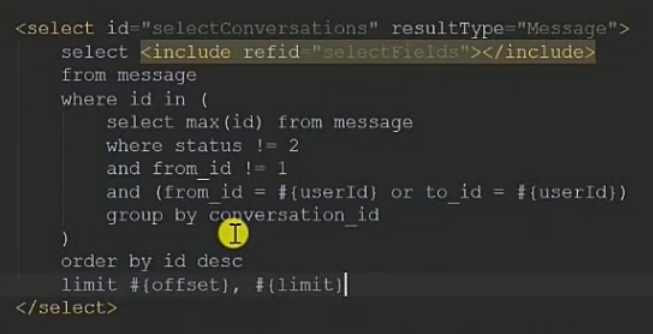 <select id="selectConversations" resultType="Message">
select <include refid="selectFields"></include>
from message
where id in (
select max(id) from message
where status != 2
and from_id != 1
and (from_id = #{userId} or to_id = #{userId})
group by conversation_id
)
order by id desc
limit #{offset}, #{limit}
</select>